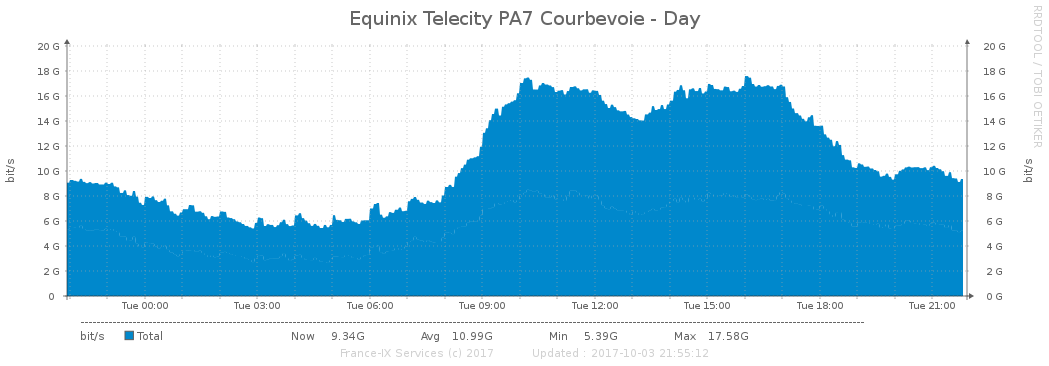 Equinix Telecity PA7 Courbevoie - Day
RRDTOOL / TOBI OETIKER
bit/s
bit/s
20 G 20 G
18 G 18 G
16 G 16 G
14 G 14 G
12 G 12 G
10 G 10 G
8 G 8 G
6 G 6 G
4 G 4 G
2 G 2 G
0 0 G
Tue 00:00 Tue 03:00 Tue 06:00 Tue 09:00 Tue 12:00 Tue 15:00 Tue 18:00 Tue 21:00
bit/s Total Now 9.34G Avg 10.99G Min 5.39G Max 17.58G
France-IX Services (c) 2017 Updated : 2017-10-03 21:55:12